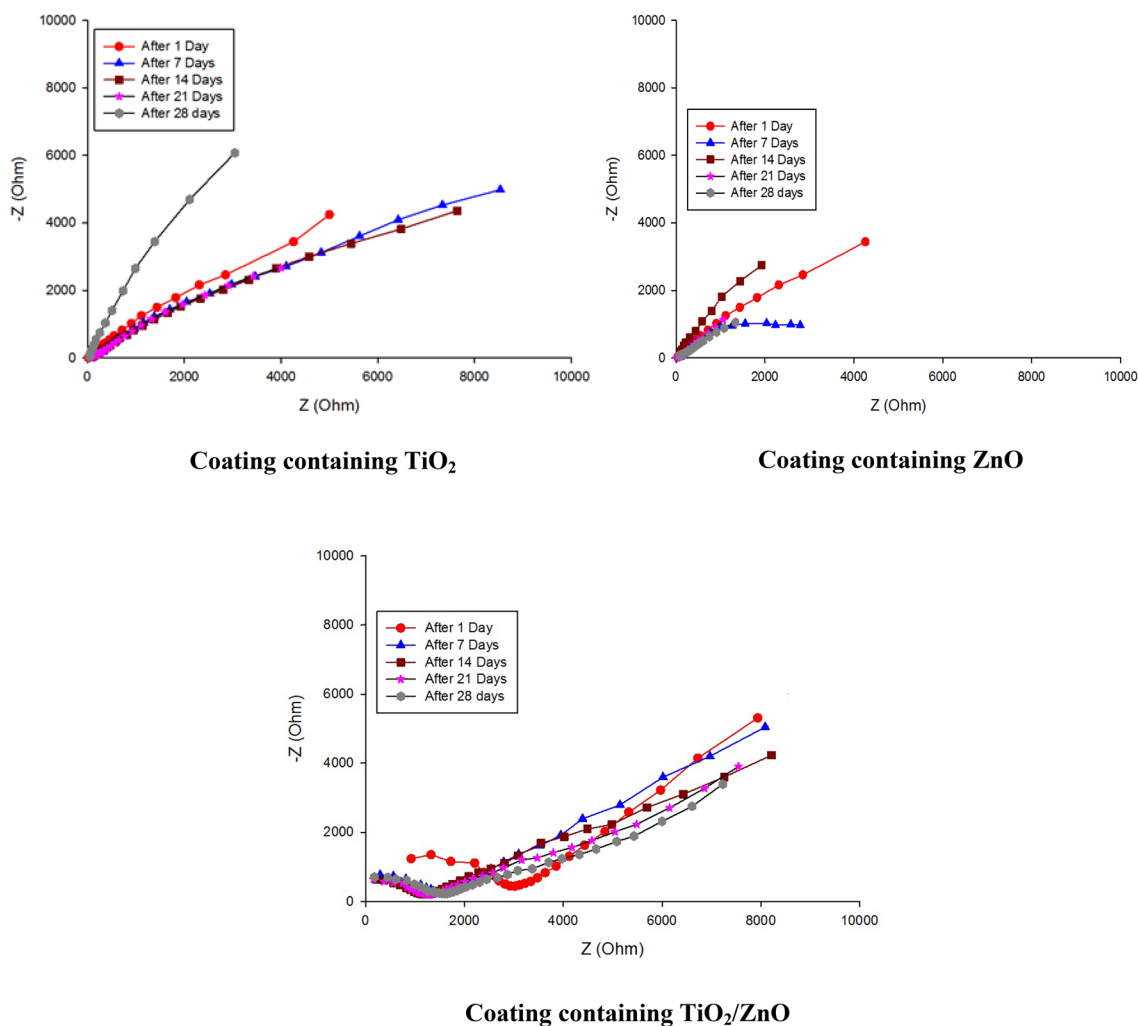 10000
8000
6000
4000
2000
0
-Z (Ohm)
After 1 Day
After 7 Days
After 14 Days
After 21 Days
After 28 days
0 2000 4000 6000 8000 10000
Z (Ohm)
Coating containing TiO₂
10000
8000
6000
4000
2000
0
-Z (Ohm)
After 1 Day
After 7 Days
After 14 Days
After 21 Days
After 28 days
0 2000 4000 6000 8000 10000
Z (Ohm)
Coating containing ZnO
10000
8000
6000
4000
2000
0
-Z (Ohm)
After 1 Day
After 7 Days
After 14 Days
After 21 Days
After 28 days
0 2000 4000 6000 8000 10000
Z (Ohm)
Coating containing TiO₂/ZnO